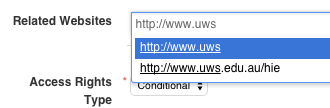 Related Websites
http://www.uws
http://www.uws
http://www.uws.edu.au/hie
Access Rights *
Type
Conditional